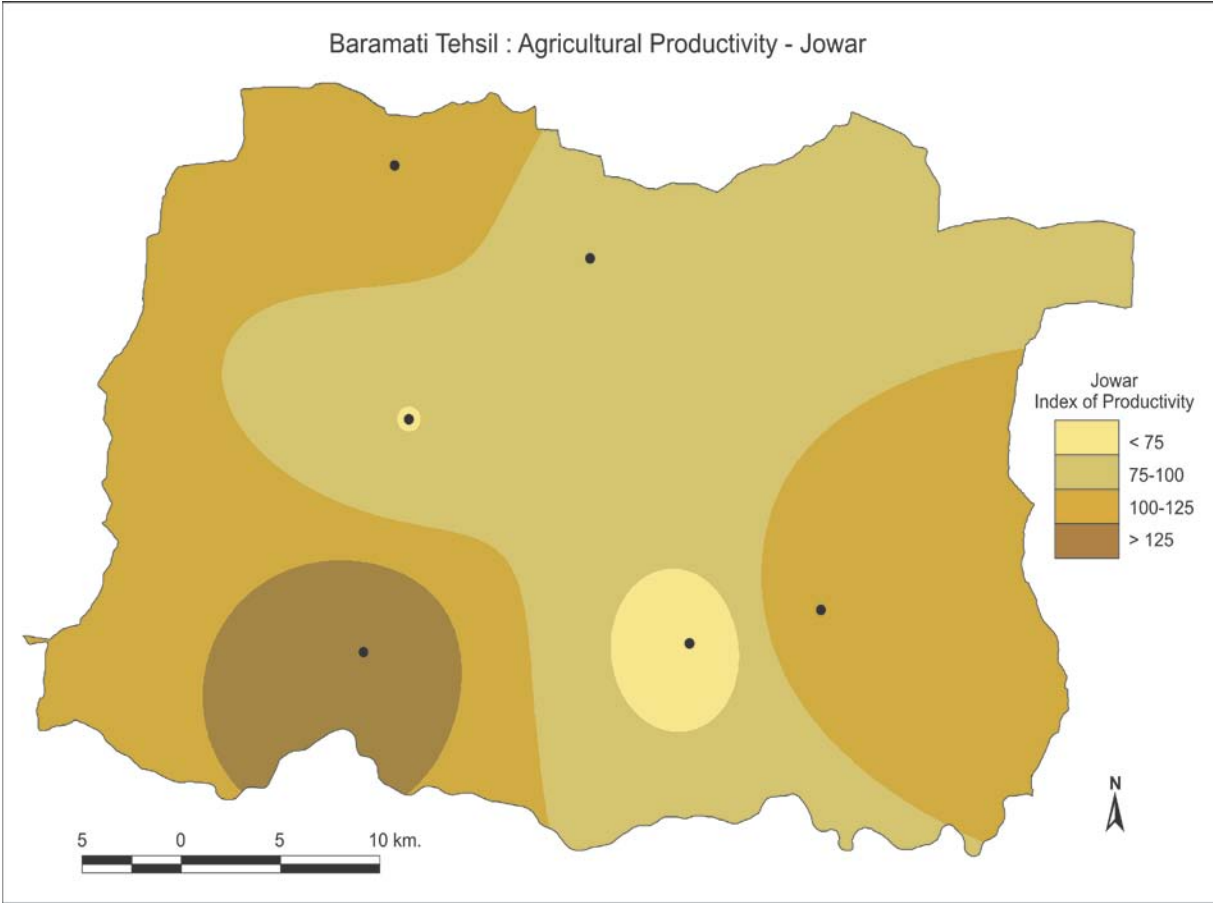 Baramati Tehsil : Agricultural Productivity - Jowar
Jowar
Index of Productivity
< 75
75-100
100-125
> 125
N
5 0 5 10 km.